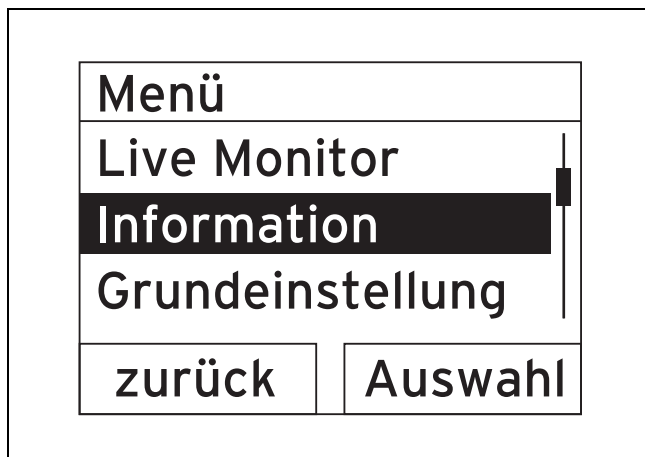 Menü
Live Monitor
Information
Grundeinstellung
zurück Auswahl